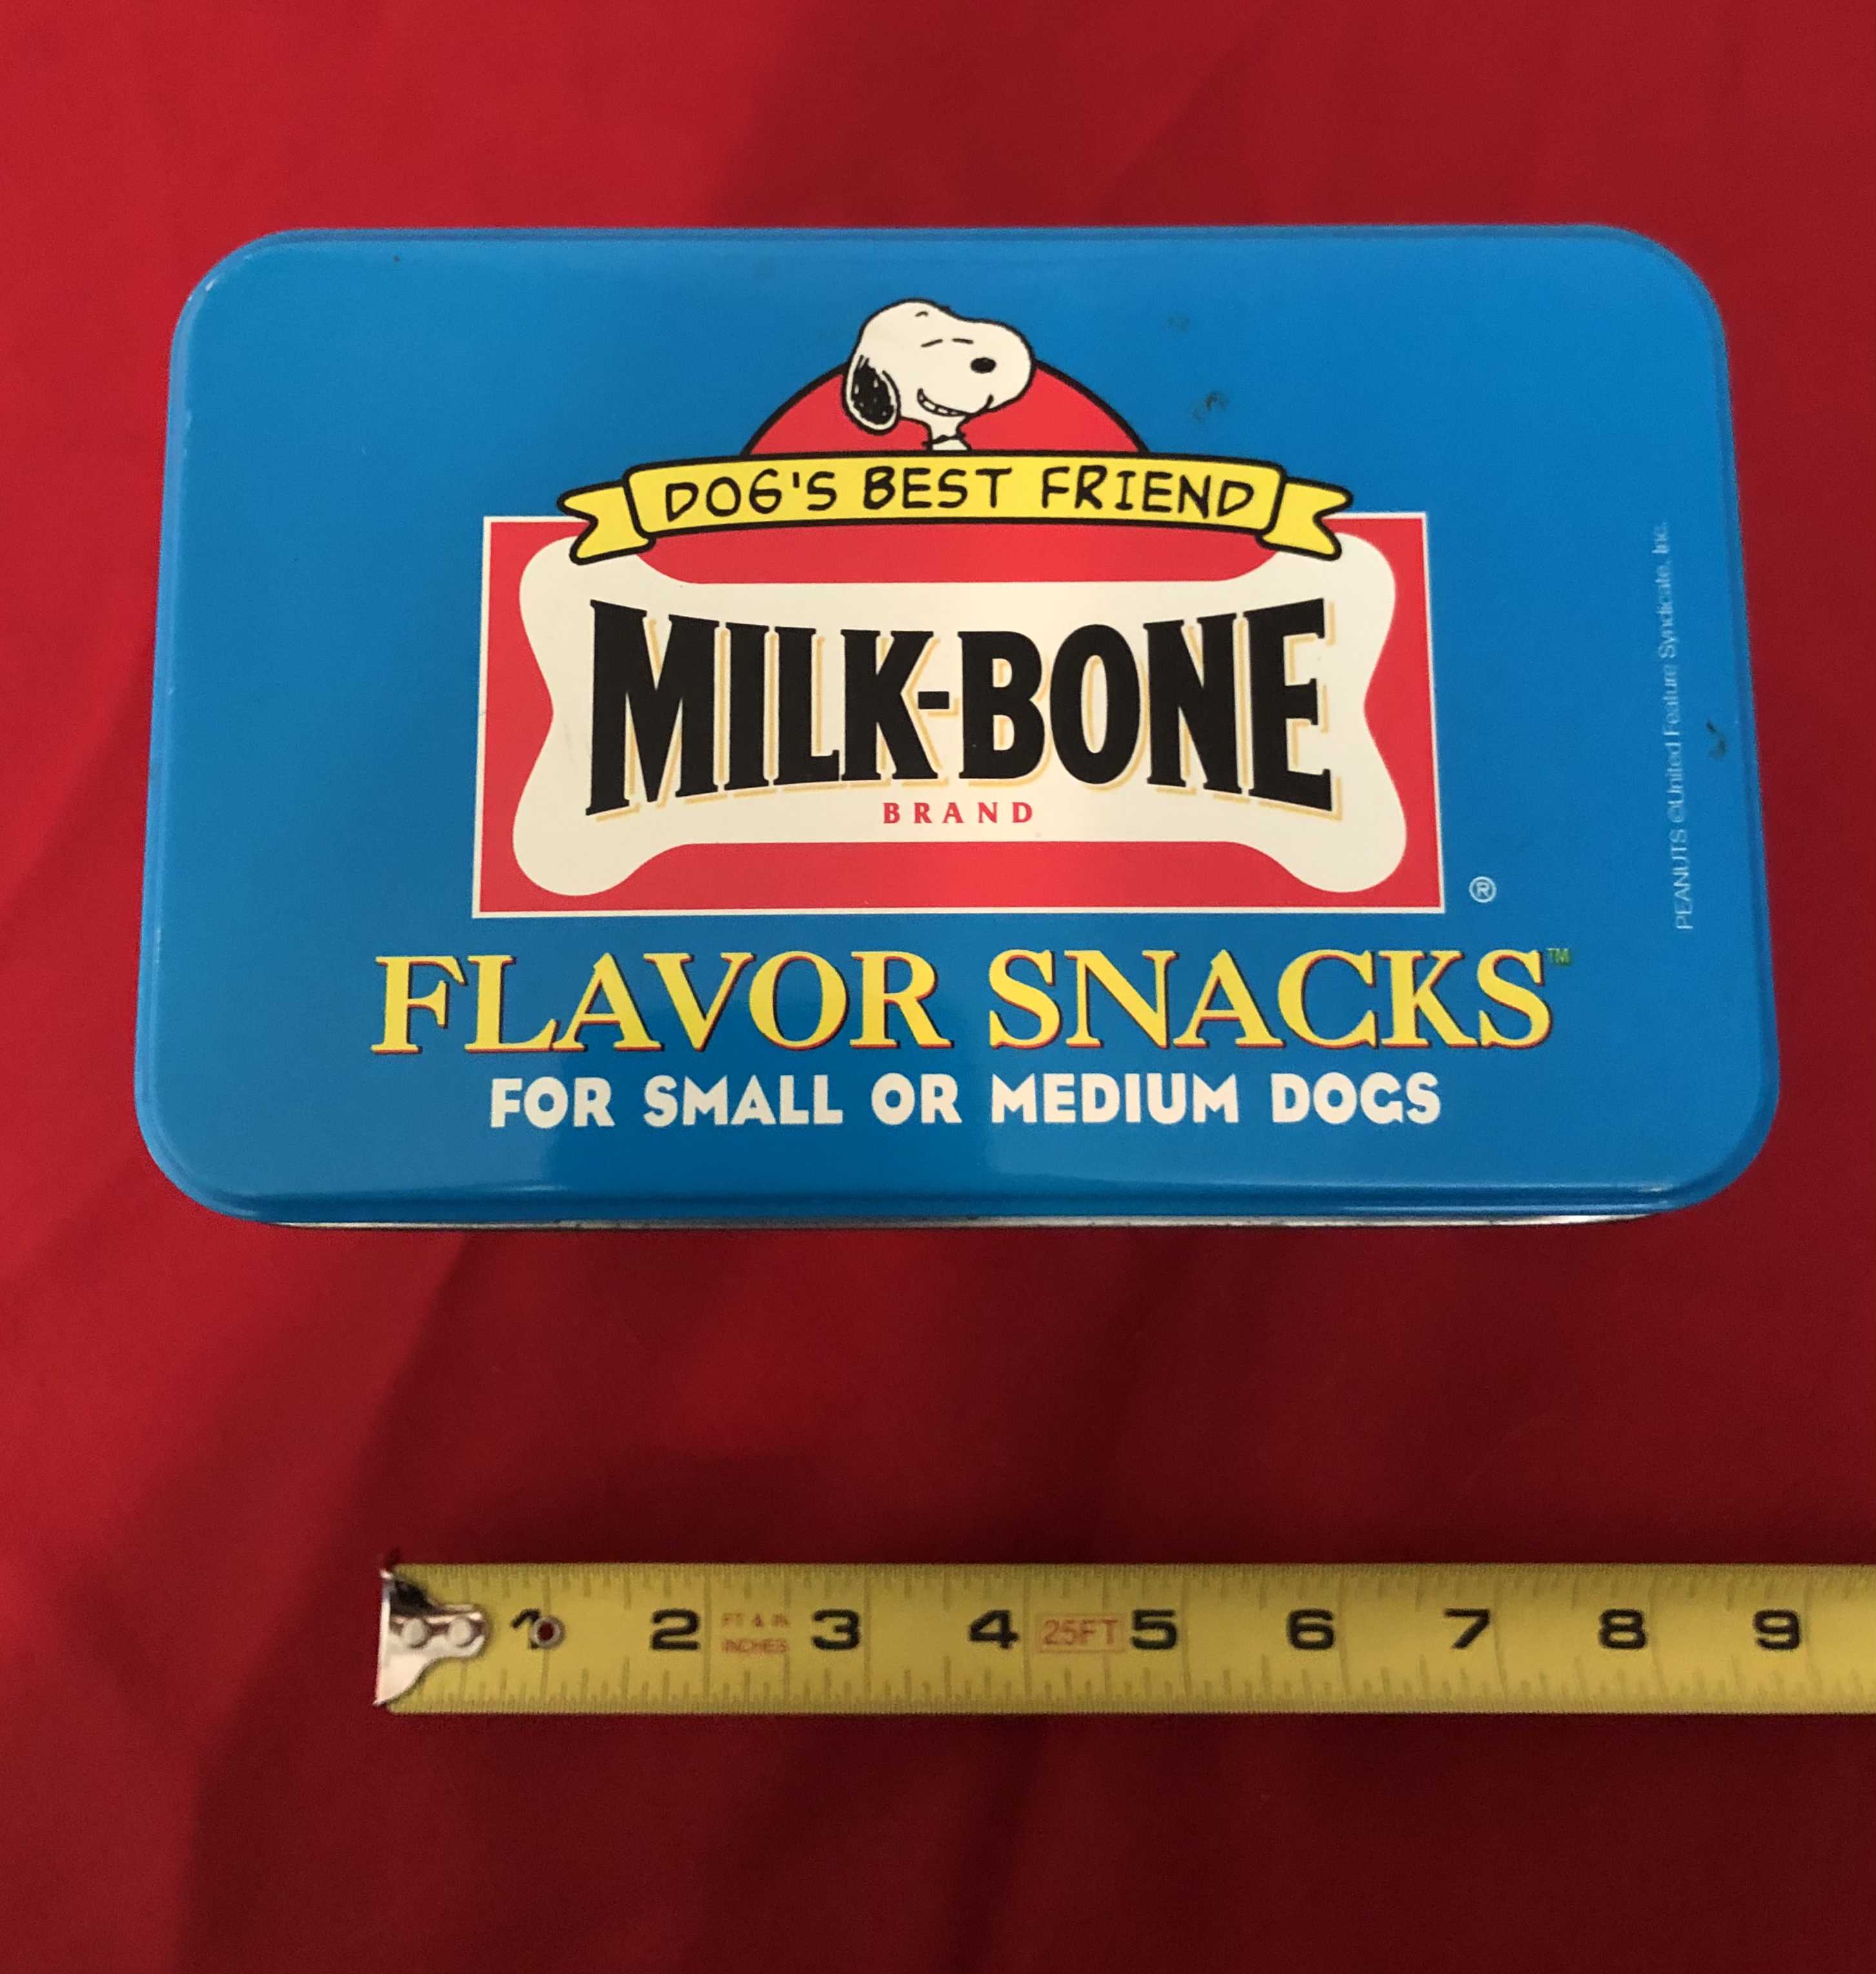 DOG'S BEST FRIEND
MILK-BONE
BRAND
®
FLAVOR SNACKS™
FOR SMALL OR MEDIUM DOGS
PEANUTS ©United Feature Syndicate, Inc.
1 2 FT & IN INCHES 3 4 25FT 5 6 7 8 9